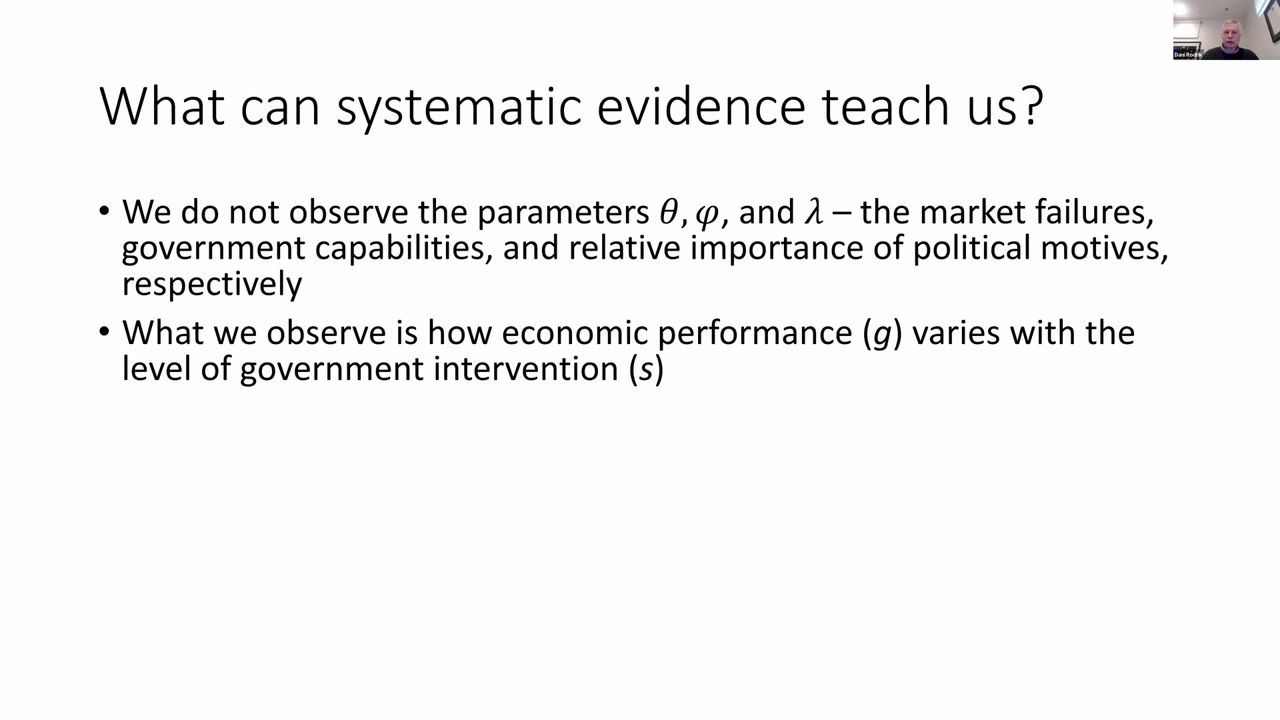 Dani Rodrik
What can systematic evidence teach us?
• We do not observe the parameters θ, φ, and λ – the market failures,
government capabilities, and relative importance of political motives,
respectively
• What we observe is how economic performance (g) varies with the
level of government intervention (s)